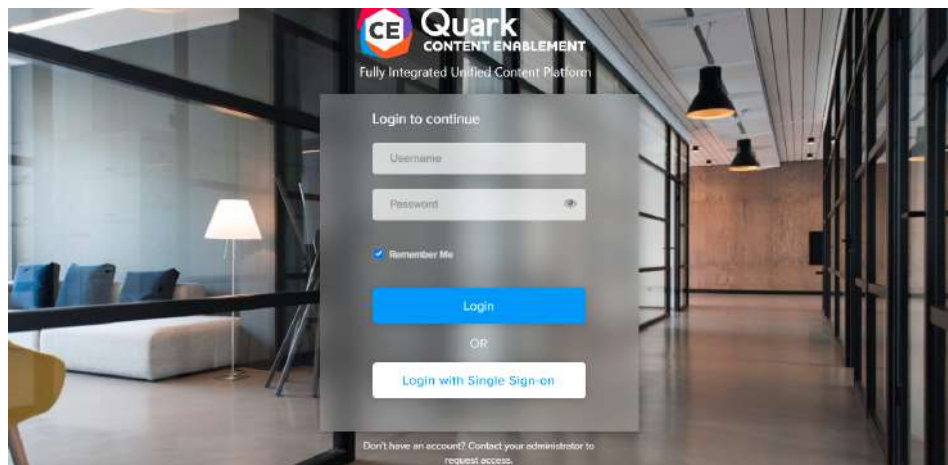 CE
Quark
CONTENT ENABLEMENT
Fully Integrated Unified Content Platform
Login to continue
Username
Password
Remember Me
Login
OR
Login with Single Sign-on
Don't have an account? Contact your administrator to
request access.